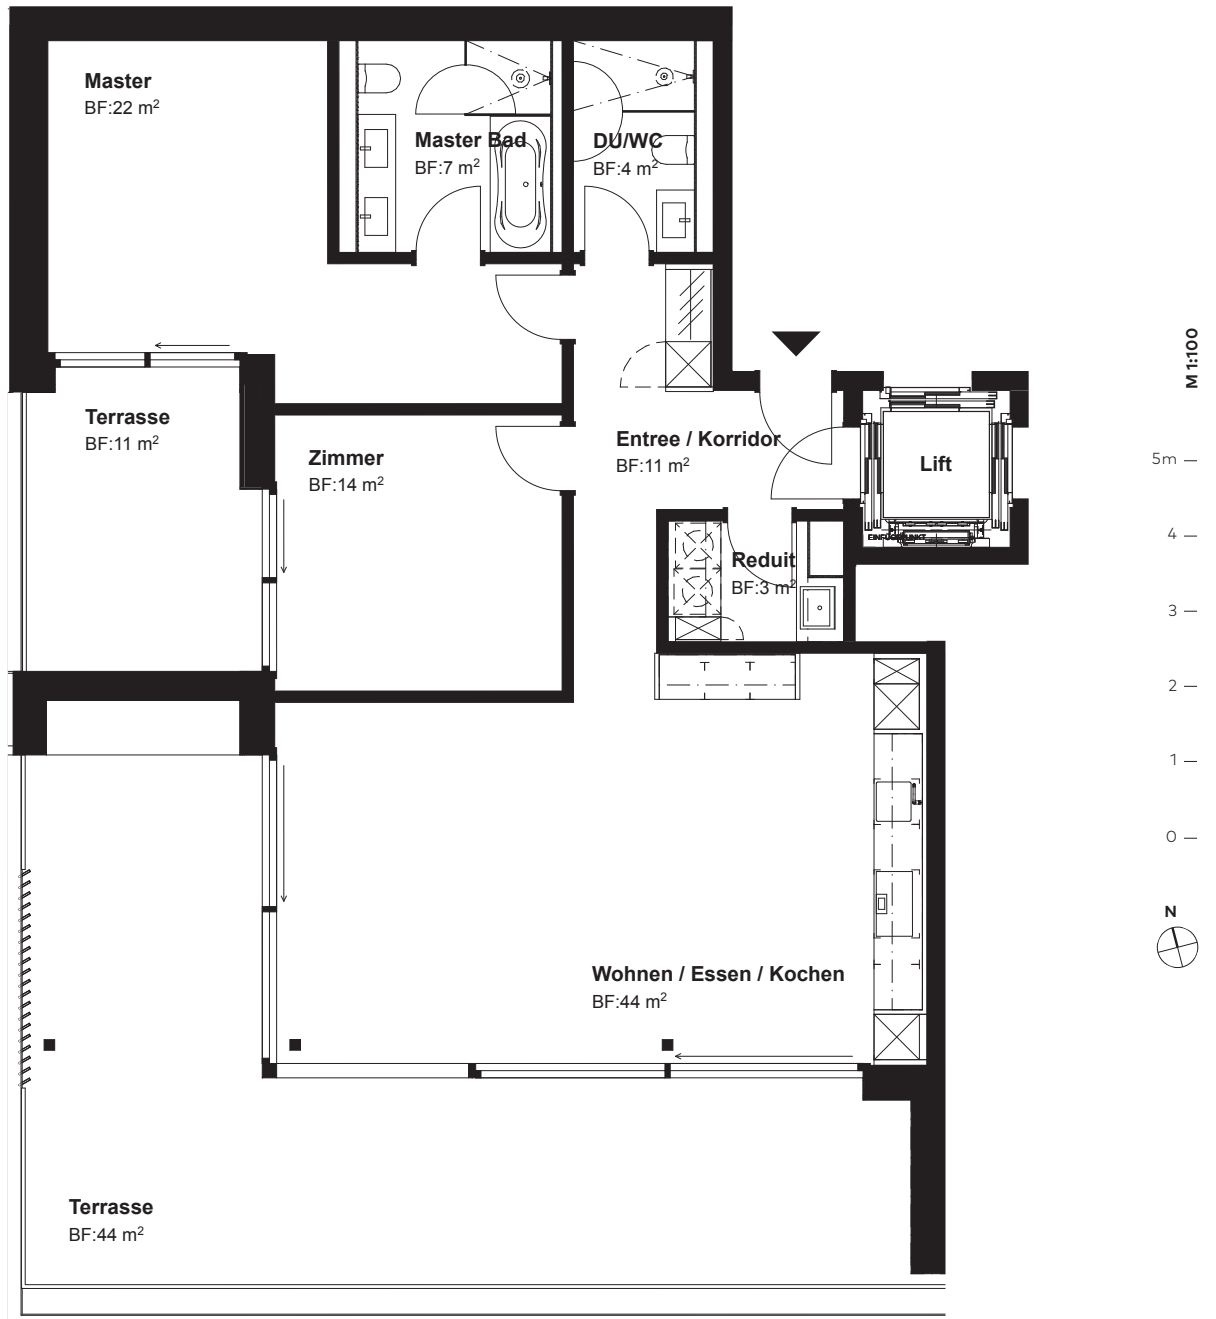 Master
BF:22 m²
Master Bad
BF:7 m²
DU/WC
BF:4 m²
M 1:100
Terrasse
BF:11 m²
Zimmer
BF:14 m²
Entree / Korridor
BF:11 m²
Lift
EINFÜGEPUNKT
Reduit
BF:3 m²
5m
4
3
2
1
0
N
Wohnen / Essen / Kochen
BF:44 m²
Terrasse
BF:44 m²